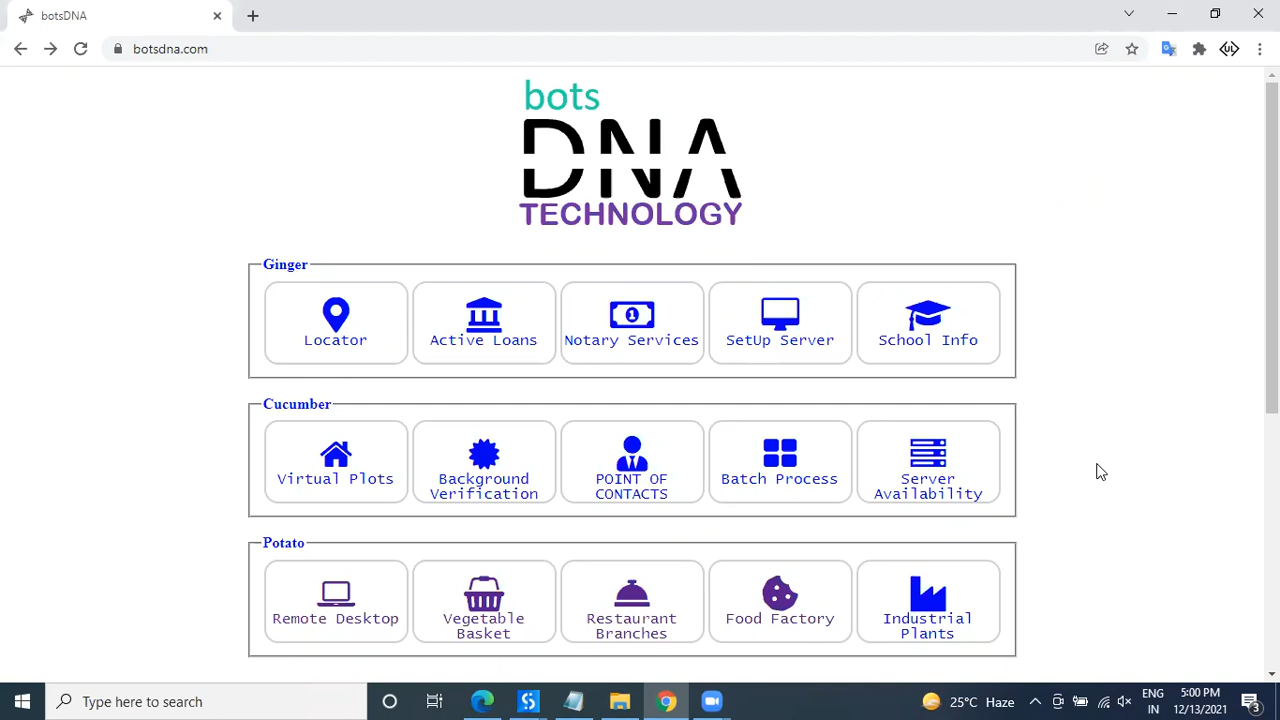 botsDNA
botsdna.com
bots
DNA
TECHNOLOGY
Ginger
Locator
Active Loans
Notary Services
SetUp Server
School Info
Cucumber
Virtual Plots
Background
Verification
POINT OF
CONTACTS
Batch Process
Server
Availability
Potato
Remote Desktop
Vegetable
Basket
Restaurant
Branches
Food Factory
Industrial
Plants
Type here to search
25°C Haze
ENG
IN
5:00 PM
12/13/2021
3